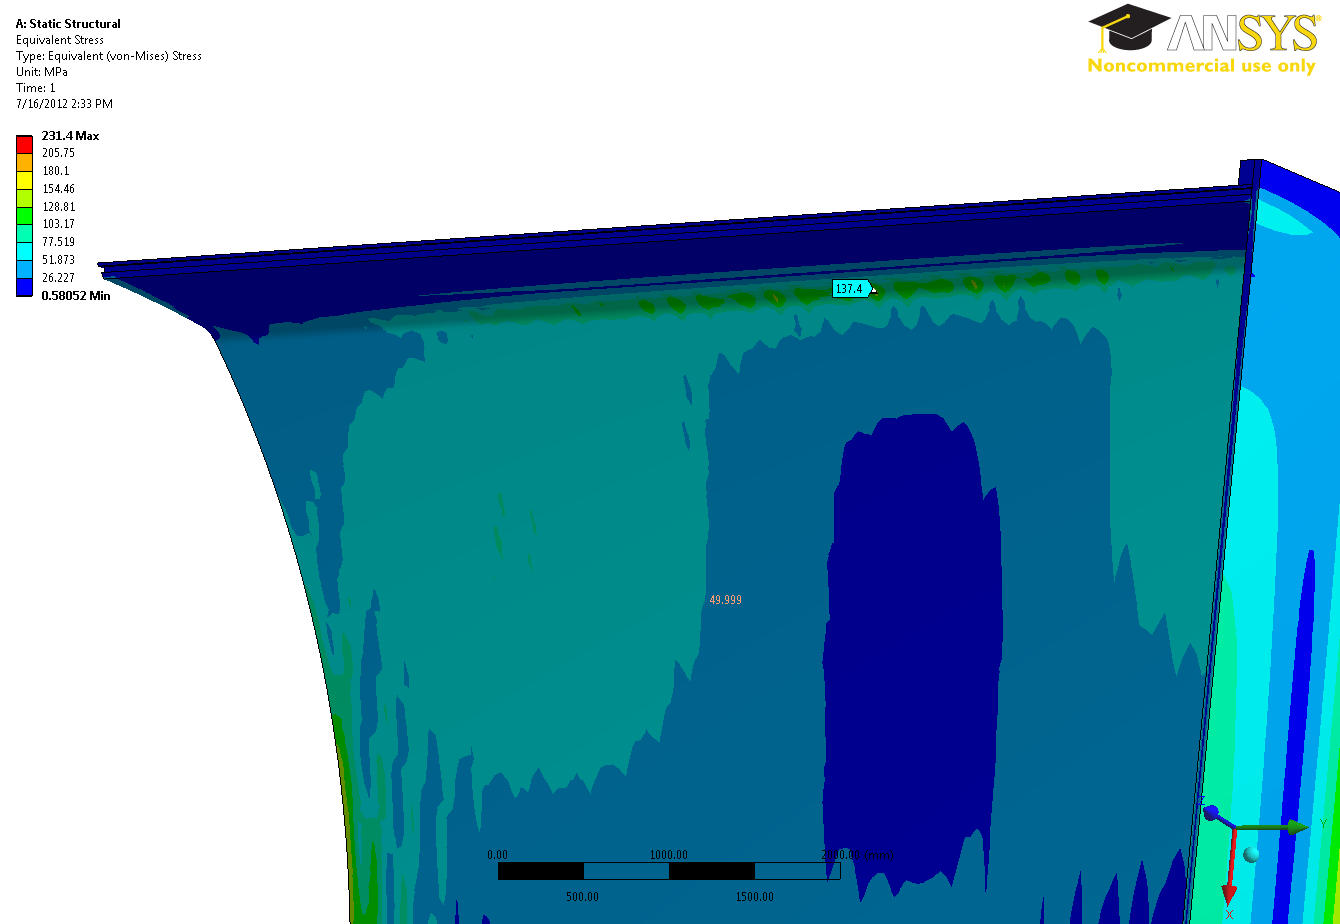 A: Static Structural
Equivalent Stress
Type: Equivalent (von-Mises) Stress
Unit: MPa
Time: 1
7/16/2012 2:33 PM
ANSYS
Noncommercial use only
231.4 Max
205.75
180.1
154.46
128.81
103.17
77.519
51.873
26.227
0.58052 Min
137.4
49.999
Z
Y
X
0.00 1000.00 2000.00 (mm)
500.00 1500.00